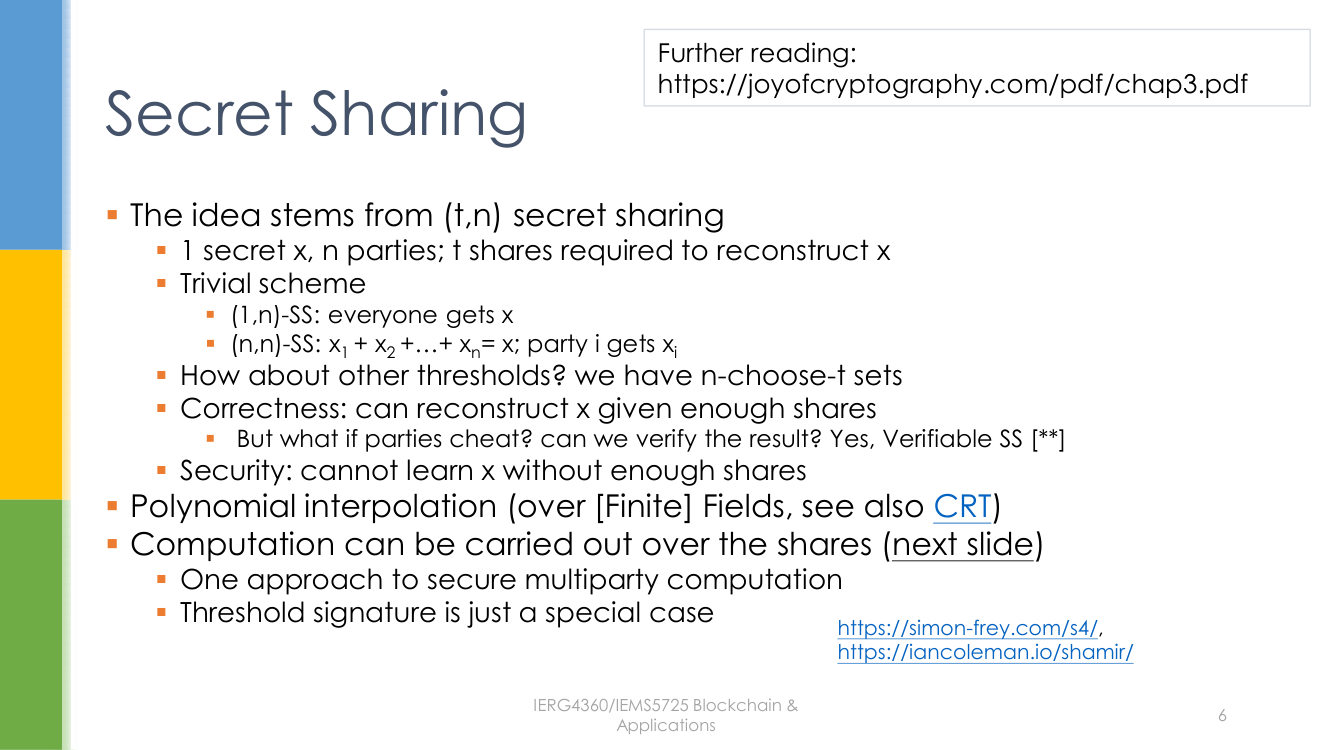 Further reading:
https://joyofcryptography.com/pdf/chap3.pdf
Secret Sharing
▪ The idea stems from (t,n) secret sharing
▪ 1 secret x, n parties; t shares required to reconstruct x
▪ Trivial scheme
▪ (1,n)-SS: everyone gets x
▪ (n,n)-SS: x₁ + x₂ +…+ xₙ= x; party i gets xᵢ
▪ How about other thresholds? we have n-choose-t sets
▪ Correctness: can reconstruct x given enough shares
▪ But what if parties cheat? can we verify the result? Yes, Verifiable SS [**]
▪ Security: cannot learn x without enough shares
▪ Polynomial interpolation (over [Finite] Fields, see also CRT)
▪ Computation can be carried out over the shares (next slide)
▪ One approach to secure multiparty computation
▪ Threshold signature is just a special case
https://simon-frey.com/s4/,
https://iancoleman.io/shamir/
IERG4360/IEMS5725 Blockchain &
Applications
6